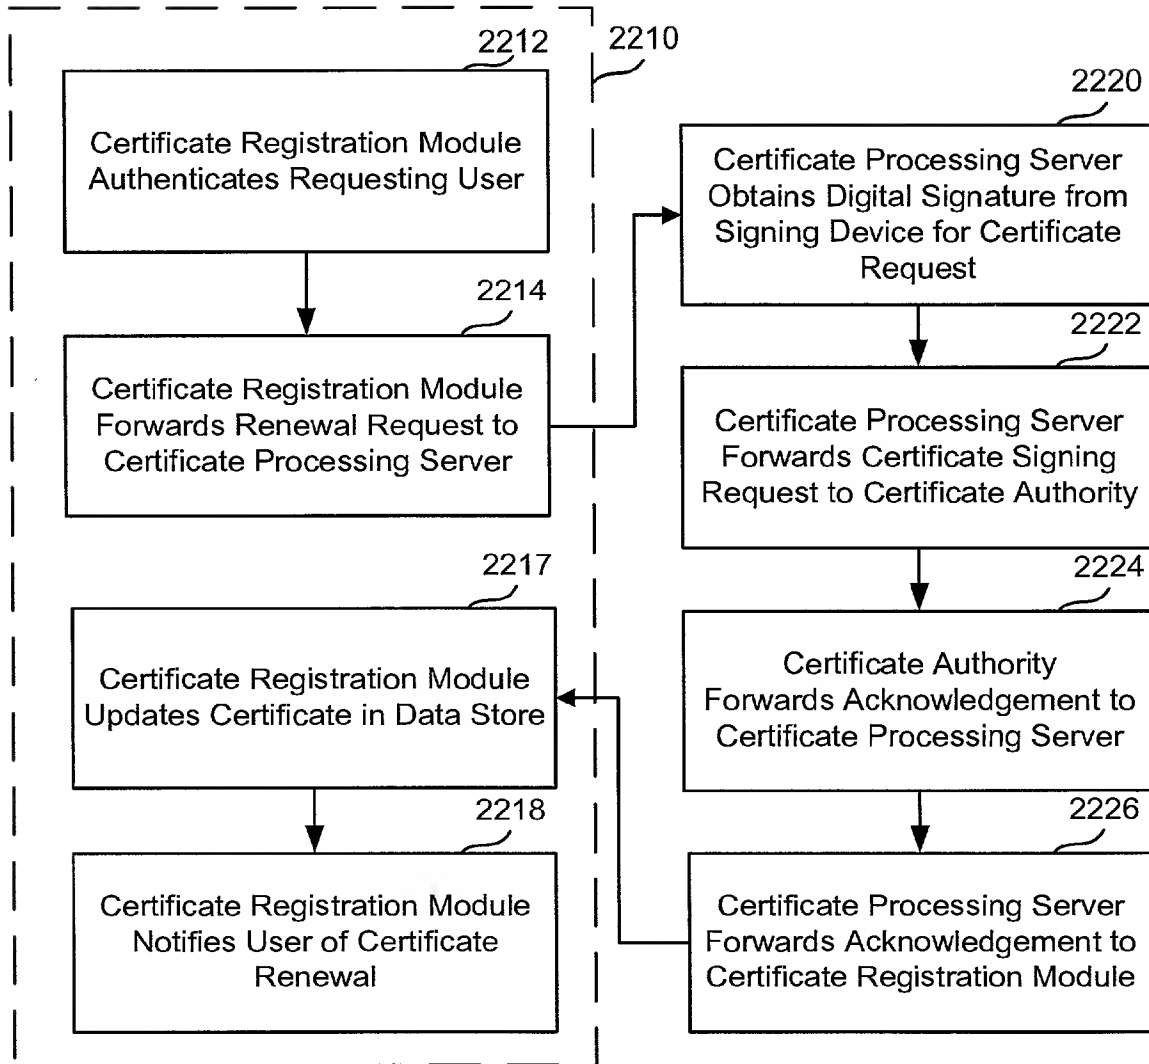 2212
2210
Certificate Registration Module
Authenticates Requesting User
2214
Certificate Registration Module
Forwards Renewal Request to
Certificate Processing Server
2220
Certificate Processing Server
Obtains Digital Signature from
Signing Device for Certificate
Request
2222
Certificate Processing Server
Forwards Certificate Signing
Request to Certificate Authority
2224
Certificate Authority
Forwards Acknowledgement to
Certificate Processing Server
2226
Certificate Processing Server
Forwards Acknowledgement to
Certificate Registration Module
2217
Certificate Registration Module
Updates Certificate in Data Store
2218
Certificate Registration Module
Notifies User of Certificate
Renewal